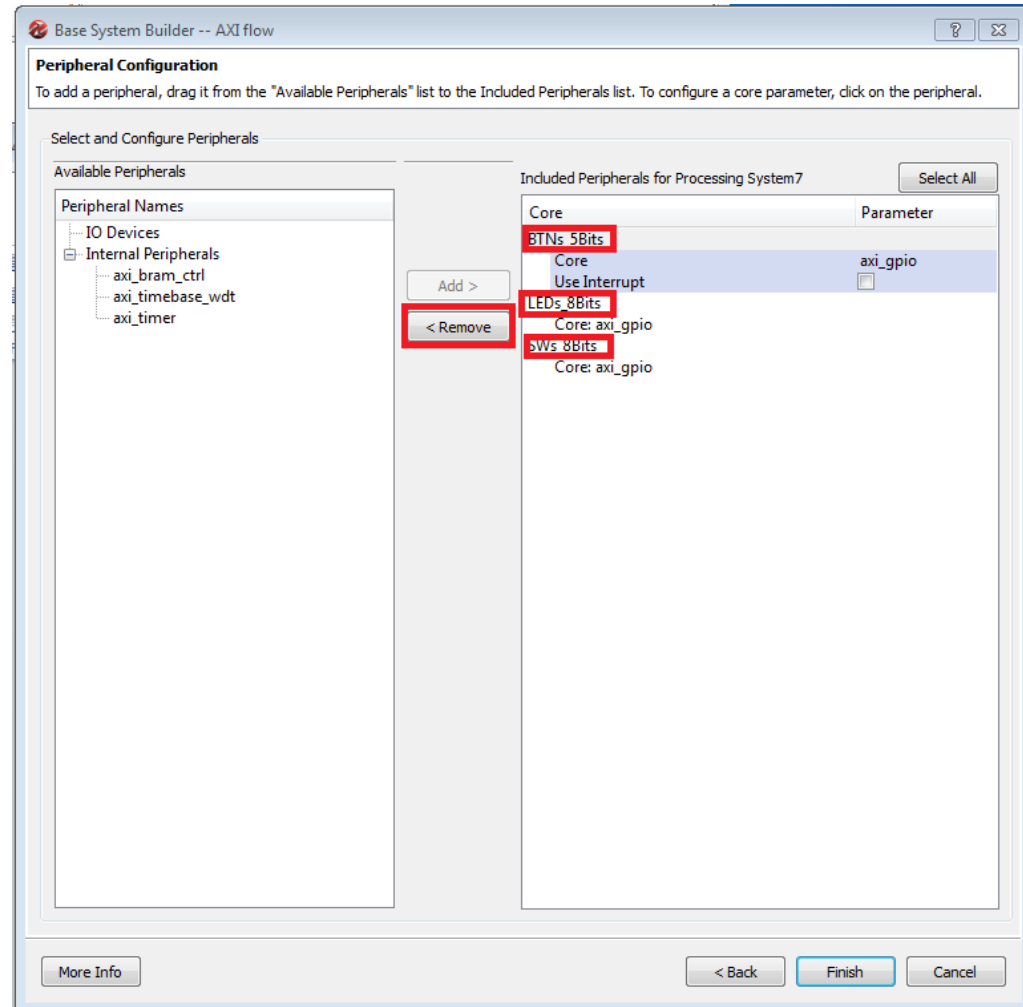 Base System Builder -- AXI flow
Peripheral Configuration
To add a peripheral, drag it from the "Available Peripherals" list to the Included Peripherals list. To configure a core parameter, click on the peripheral.
Select and Configure Peripherals
Available Peripherals
Peripheral Names
IO Devices
Internal Peripherals
axi_bram_ctrl
axi_timebase_wdt
axi_timer
Add >
< Remove
Included Peripherals for Processing System7
Select All
Core Parameter
BTNs_5Bits
Core axi_gpio
Use Interrupt
LEDs_8Bits
Core: axi_gpio
SWs_8Bits
Core: axi_gpio
More Info
< Back
Finish
Cancel